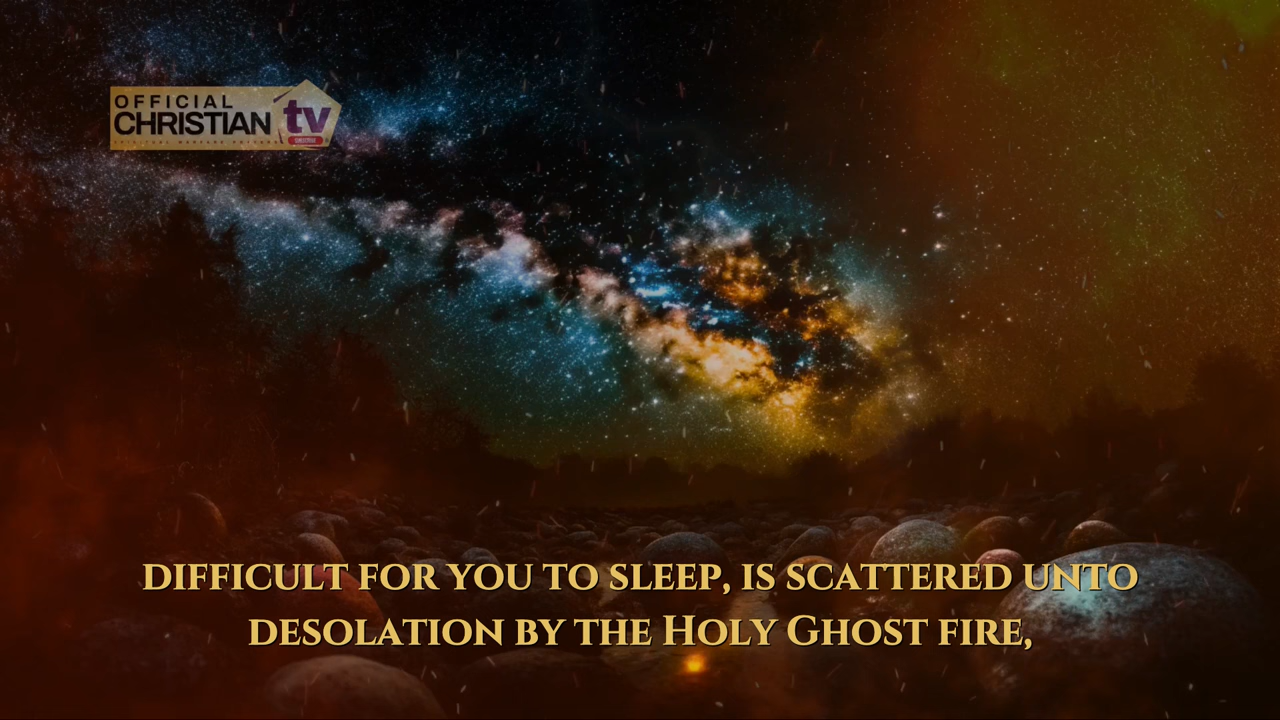 OFFICIAL
CHRISTIAN tv
DIFFICULT FOR YOU TO SLEEP, IS SCATTERED UNTO
DESOLATION BY THE HOLY GHOST FIRE,